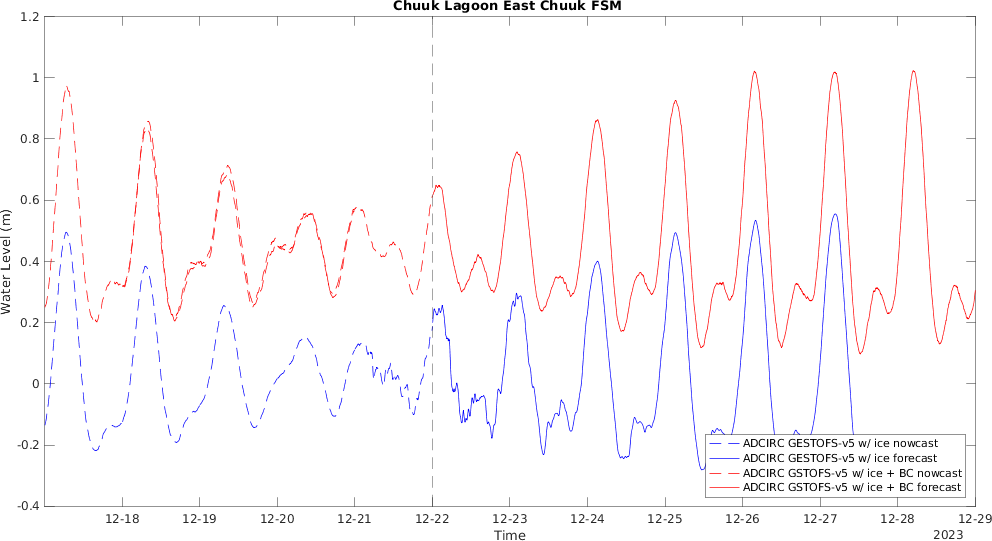 Chuuk Lagoon East Chuuk FSM
1.2
1
0.8
0.6
0.4
0.2
0
-0.2
-0.4
Water Level (m)
ADCIRC GESTOFS-v5 w/ ice nowcast
ADCIRC GESTOFS-v5 w/ ice forecast
ADCIRC GSTOFS-v5 w/ ice + BC nowcast
ADCIRC GSTOFS-v5 w/ ice + BC forecast
12-18 12-19 12-20 12-21 12-22 12-23 12-24 12-25 12-26 12-27 12-28 12-29
Time
2023